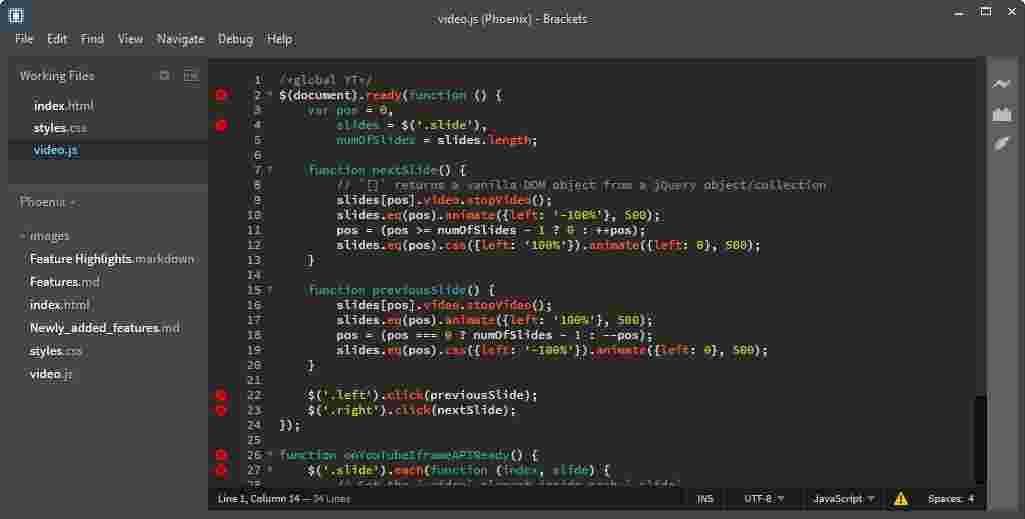 video.js (Phoenix) - Brackets
File Edit Find View Navigate Debug Help
Working Files
index.html
styles.css
video.js
Phoenix
images
Feature Highlights.markdown
Features.md
index.html
Newly_added_features.md
styles.css
video.js
1 /*global YT*/
2 $(document).ready(function () {
3 var pos = 0,
4 slides = $('.slide'),
5 numOfSlides = slides.length;
6
7 function nextSlide() {
8 // `[]` returns a vanilla DOM object from a jQuery object/collection
9 slides[pos].video.stopVideo();
10 slides.eq(pos).animate({left: '-100%'}, 500);
11 pos = (pos >= numOfSlides - 1 ? 0 : ++pos);
12 slides.eq(pos).css({left: '100%'}).animate({left: 0}, 500);
13 }
14
15 function previousSlide() {
16 slides[pos].video.stopVideo();
17 slides.eq(pos).animate({left: '100%'}, 500);
18 pos = (pos === 0 ? numOfSlides - 1 : --pos);
19 slides.eq(pos).css({left: '-100%'}).animate({left: 0}, 500);
20 }
21
22 $('.left').click(previousSlide);
23 $('.right').click(nextSlide);
24 });
25
26 function onYouTubeIframeAPIReady() {
27 $('.slide').each(function (index, slide) {
Line 1, Column 14 — 34 Lines INS UTF-8 JavaScript Spaces: 4